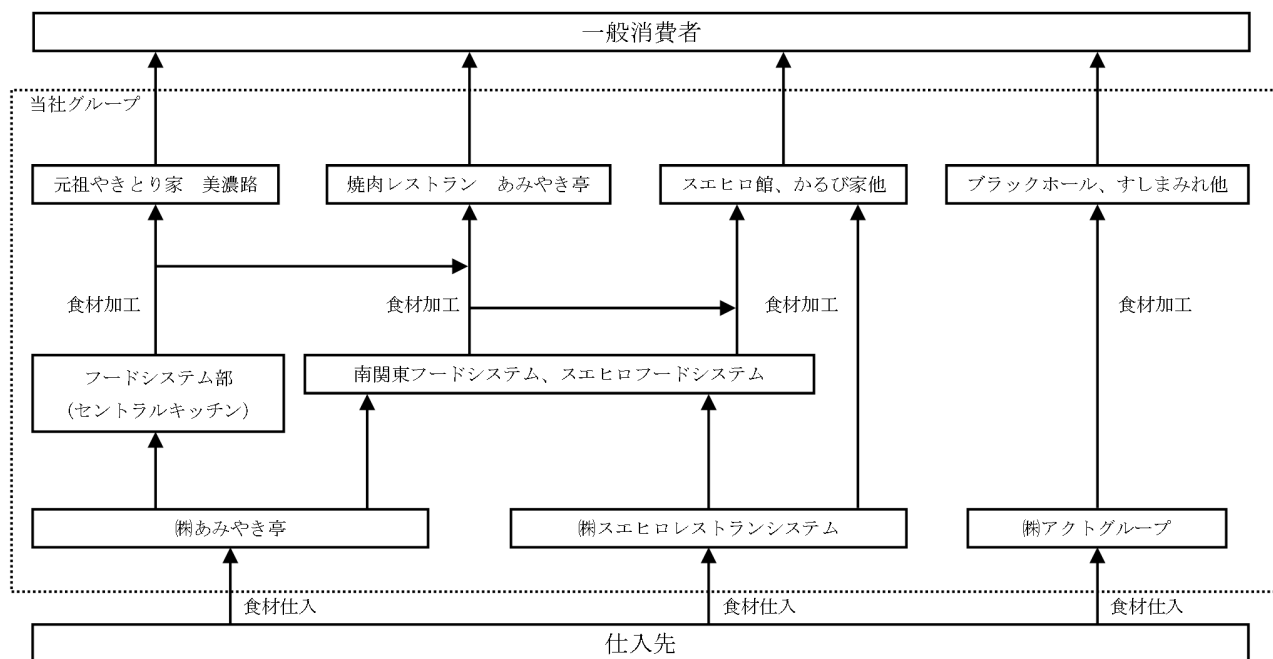 一般消費者
当社グループ
元祖やきとり家　美濃路
焼肉レストラン　あみやき亭
スエヒロ館、かるび家他
ブラックホール、すしまみれ他
食材加工
食材加工
食材加工
食材加工
フードシステム部
（セントラルキッチン）
南関東フードシステム、スエヒロフードシステム
㈱あみやき亭
㈱スエヒロレストランシステム
㈱アクトグループ
食材仕入
食材仕入
食材仕入
仕入先